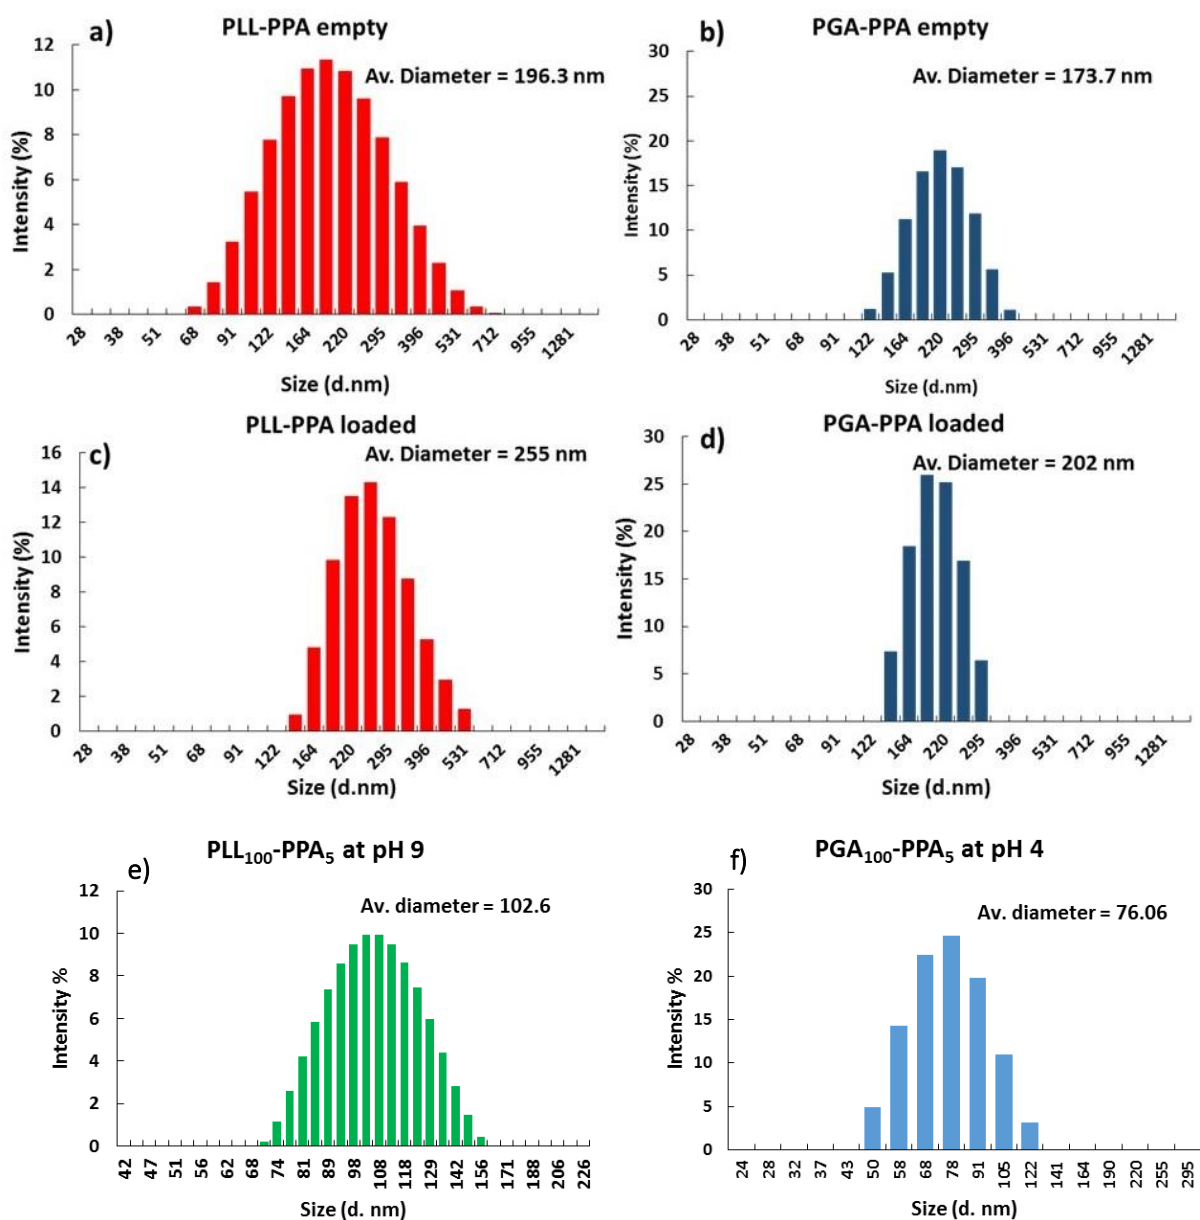 a)
PLL-PPA empty
Av. Diameter = 196.3 nm
Intensity (%)
12
10
8
6
4
2
0
28 38 51 68 91 122 164 220 295 396 531 712 955 1281
Size (d.nm)
b)
PGA-PPA empty
Av. Diameter = 173.7 nm
Intensity (%)
30
25
20
15
10
5
0
28 38 51 68 91 122 164 220 295 396 531 712 955 1281
Size (d.nm)
c)
PLL-PPA loaded
Av. Diameter = 255 nm
Intensity (%)
16
14
12
10
8
6
4
2
0
28 38 51 68 91 122 164 220 295 396 531 712 955 1281
Size (d.nm)
d)
PGA-PPA loaded
Av. Diameter = 202 nm
Intensity (%)
30
25
20
15
10
5
0
28 38 51 68 91 122 164 220 295 396 531 712 955 1281
Size (d.nm)
e)
PLL₁₀₀-PPA₅ at pH 9
Av. diameter = 102.6
Intensity %
12
10
8
6
4
2
0
42 47 51 56 62 68 74 81 89 98 108 118 129 142 156 171 188 206 226
Size (d. nm)
f)
PGA₁₀₀-PPA₅ at pH 4
Av. diameter = 76.06
Intensity %
30
25
20
15
10
5
0
24 28 32 37 43 50 58 68 78 91 105 122 141 164 190 220 255 295
Size (d. nm)